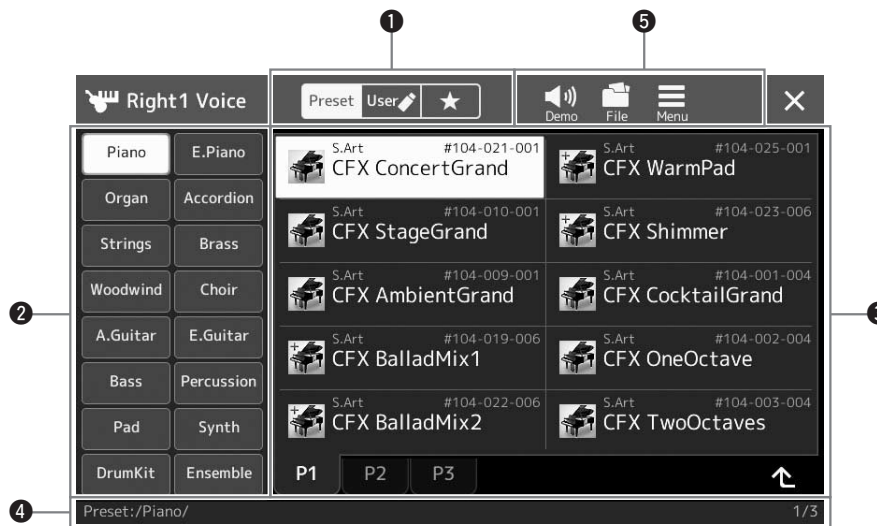 ❶ ❺
Right1 Voice Preset User ★ Demo File Menu
Piano E.Piano
Organ Accordion
Strings Brass
Woodwind Choir
A.Guitar E.Guitar
Bass Percussion
Pad Synth
DrumKit Ensemble
S.Art #104-021-001
CFX ConcertGrand
S.Art #104-025-001
CFX WarmPad
S.Art #104-010-001
CFX StageGrand
S.Art #104-023-006
CFX Shimmer
S.Art #104-009-001
CFX AmbientGrand
S.Art #104-001-004
CFX CocktailGrand
S.Art #104-019-006
CFX BalladMix1
S.Art #104-002-004
CFX OneOctave
S.Art #104-022-006
CFX BalladMix2
S.Art #104-003-004
CFX TwoOctaves
P1 P2 P3
❷
❹ Preset:/Piano/ 1/3